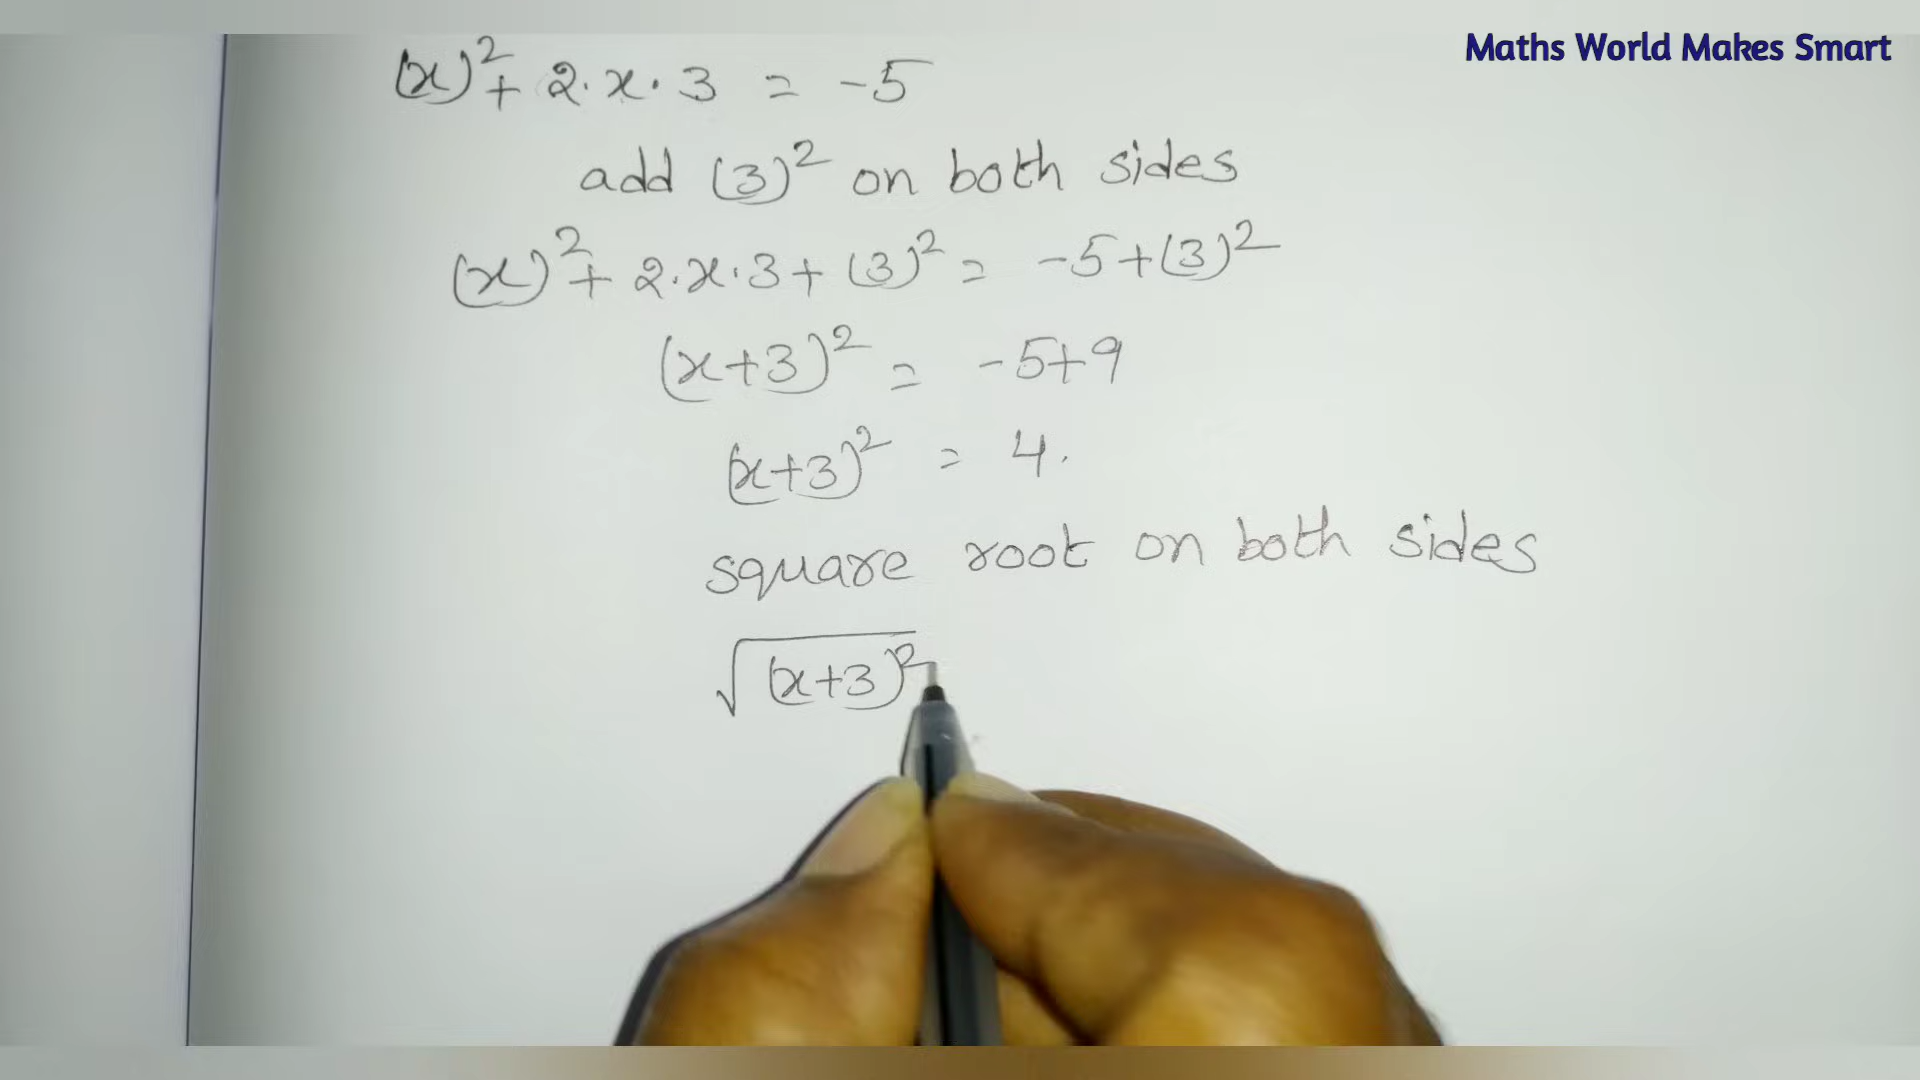 Maths World Makes Smart
(x)² + 2·x·3 = -5
add (3)² on both sides
(x)² + 2·x·3 + (3)² = -5+(3)²
(x+3)² = -5+9
(x+3)² = 4.
square root on both sides
√(x+3)²